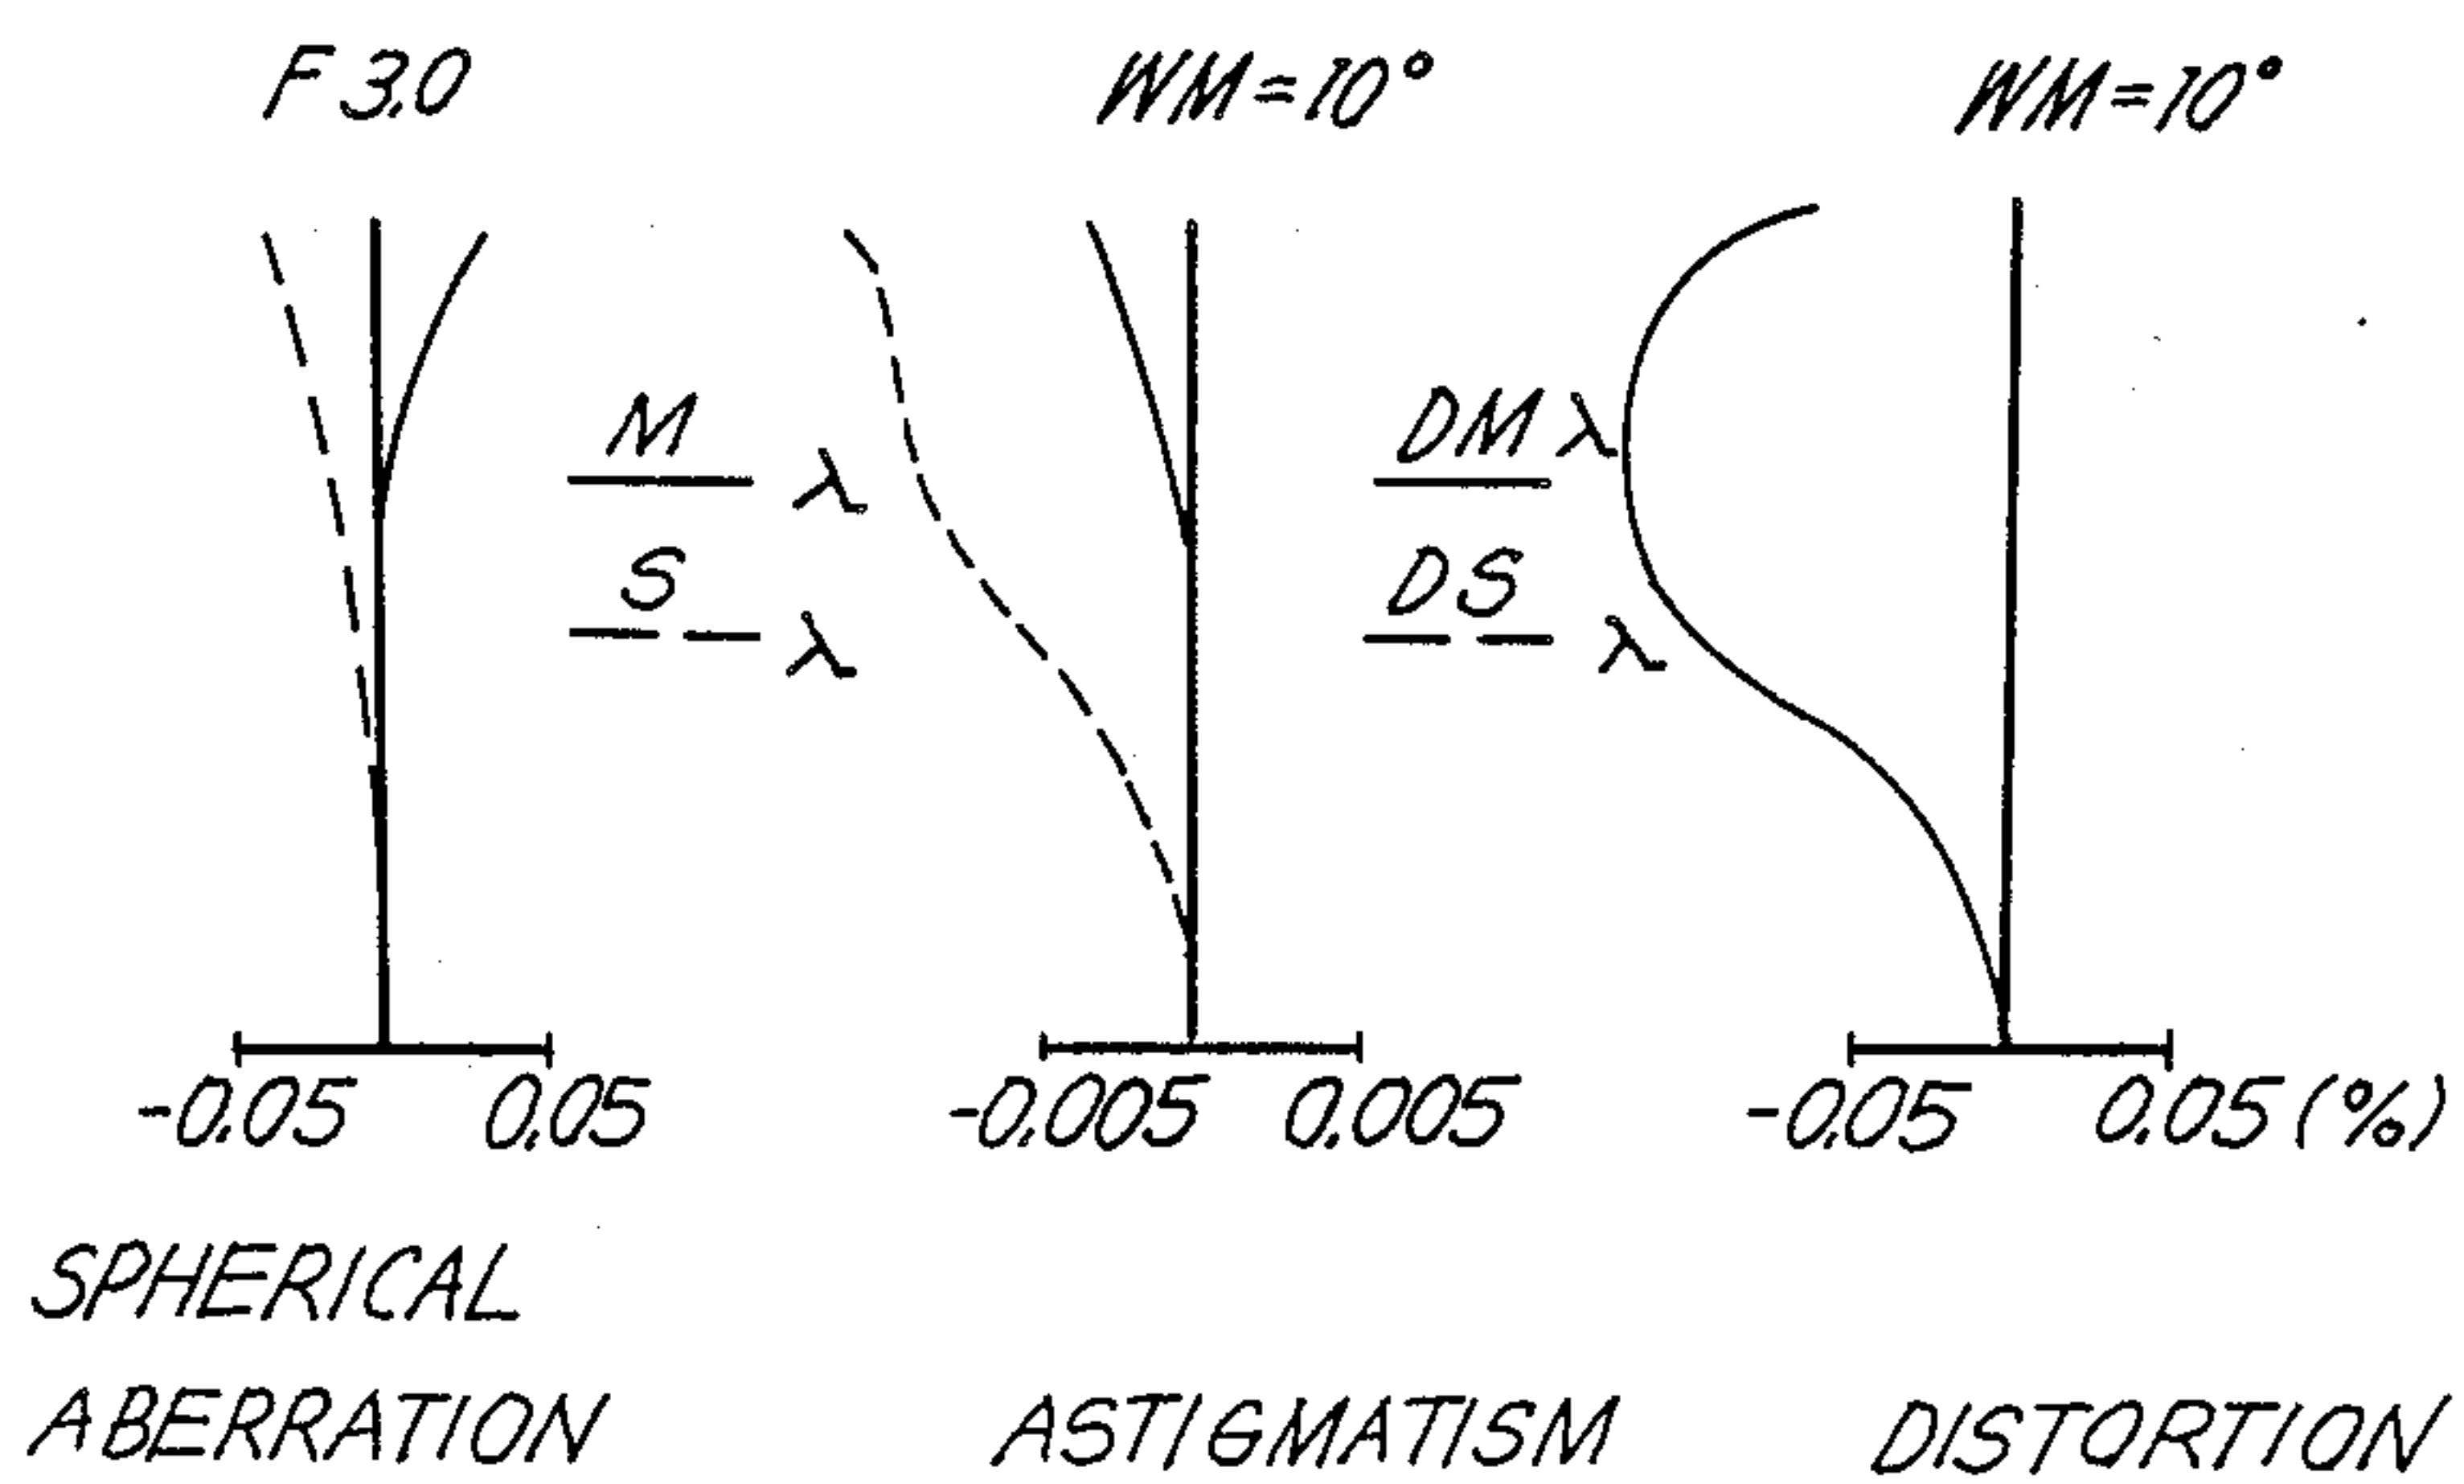 F 3.0
WM=10°
WM=10°
M λ
S λ
DM λ
DS λ
-0.05 0.05
-0.005 0.005
-0.05 0.05 (%)
SPHERICAL
ABERRATION
ASTIGMATISM
DISTORTION